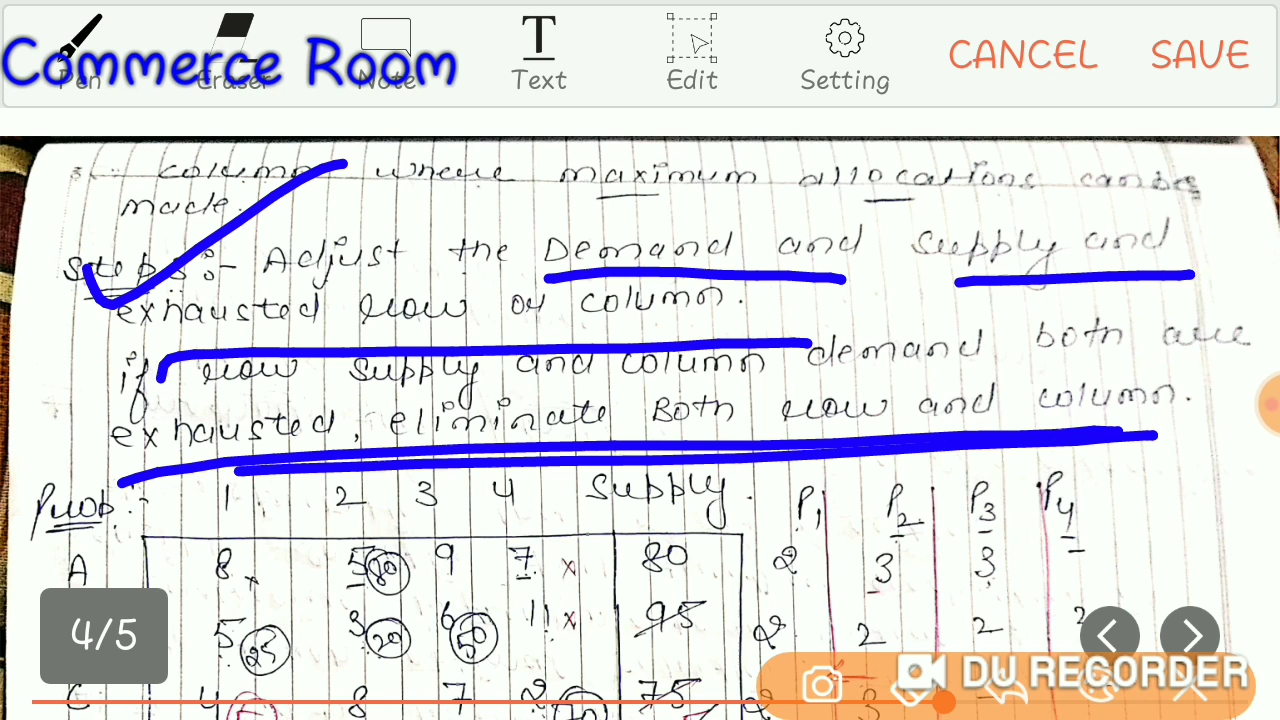 Commerce Room
Pen Eraser Note Text Edit Setting CANCEL SAVE
column where maximum allocations can be
made.
Step 5:- Adjust the Demand and Supply and
exhausted row or column.
if row supply and column demand both are
exhausted, eliminate Both row and column.
Prob:- 1 2 3 4 Supply. P1 P2 P3 P4
A 8 5 80 9 7 x 80 2 3 3
5 25 3 20 6 50 11 x 95 2 2 2 2
C 4 8 7 2 75 2 3
4/5
DU RECORDER